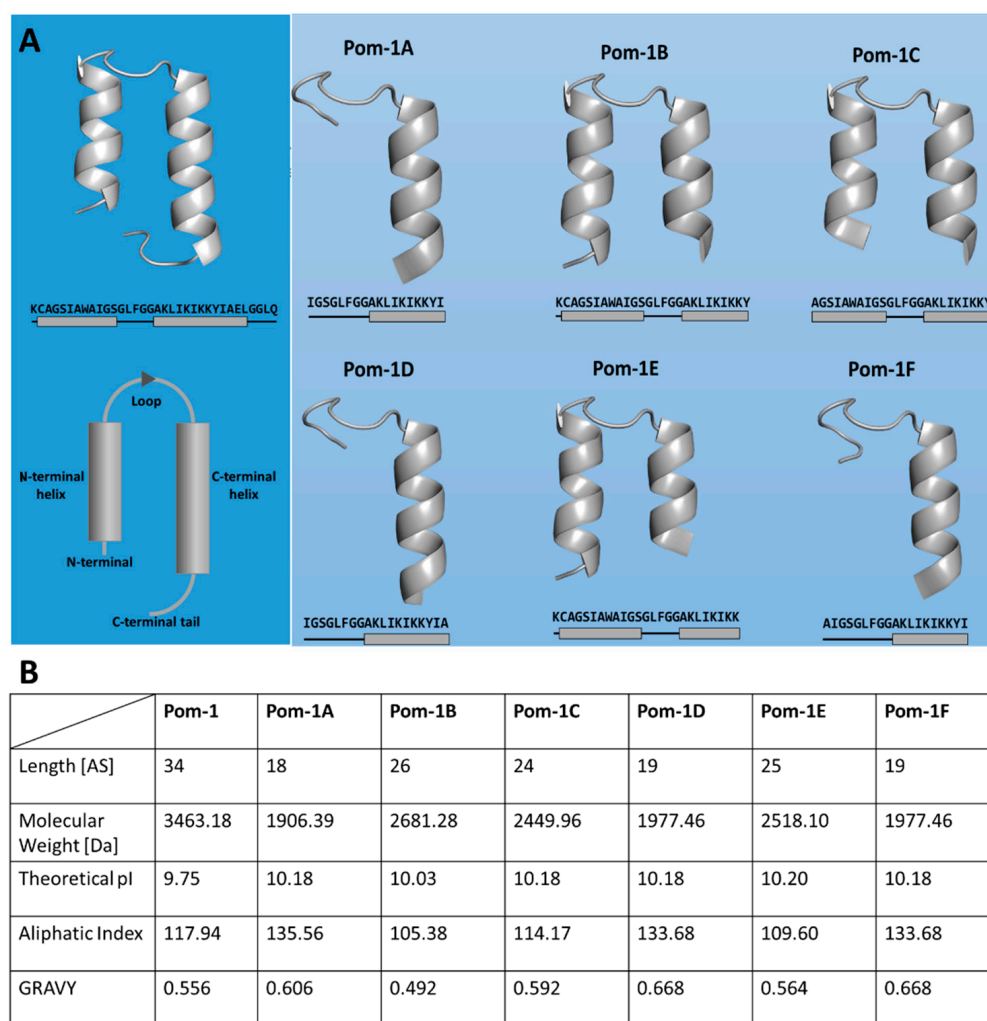 A
Pom-1A
Pom-1B
Pom-1C
KCAGSIAWAIGSGLFGGAKLIKIKKYIAELGGLQ
IGSGLFGGAKLIKIKKYI
KCAGSIAWAIGSGLFGGAKLIKIKKY
AGSIAWAIGSGLFGGAKLIKIKKY
Pom-1D
Pom-1E
Pom-1F
Loop
N-terminal
helix
C-terminal
helix
N-terminal
C-terminal tail
IGSGLFGGAKLIKIKKYIA
KCAGSIAWAIGSGLFGGAKLIKIKK
AIGSGLFGGAKLIKIKKYI
B
Pom-1 Pom-1A Pom-1B Pom-1C Pom-1D Pom-1E Pom-1F
Length [AS] 34 18 26 24 19 25 19
Molecular
Weight [Da] 3463.18 1906.39 2681.28 2449.96 1977.46 2518.10 1977.46
Theoretical pI 9.75 10.18 10.03 10.18 10.18 10.20 10.18
Aliphatic Index 117.94 135.56 105.38 114.17 133.68 109.60 133.68
GRAVY 0.556 0.606 0.492 0.592 0.668 0.564 0.668